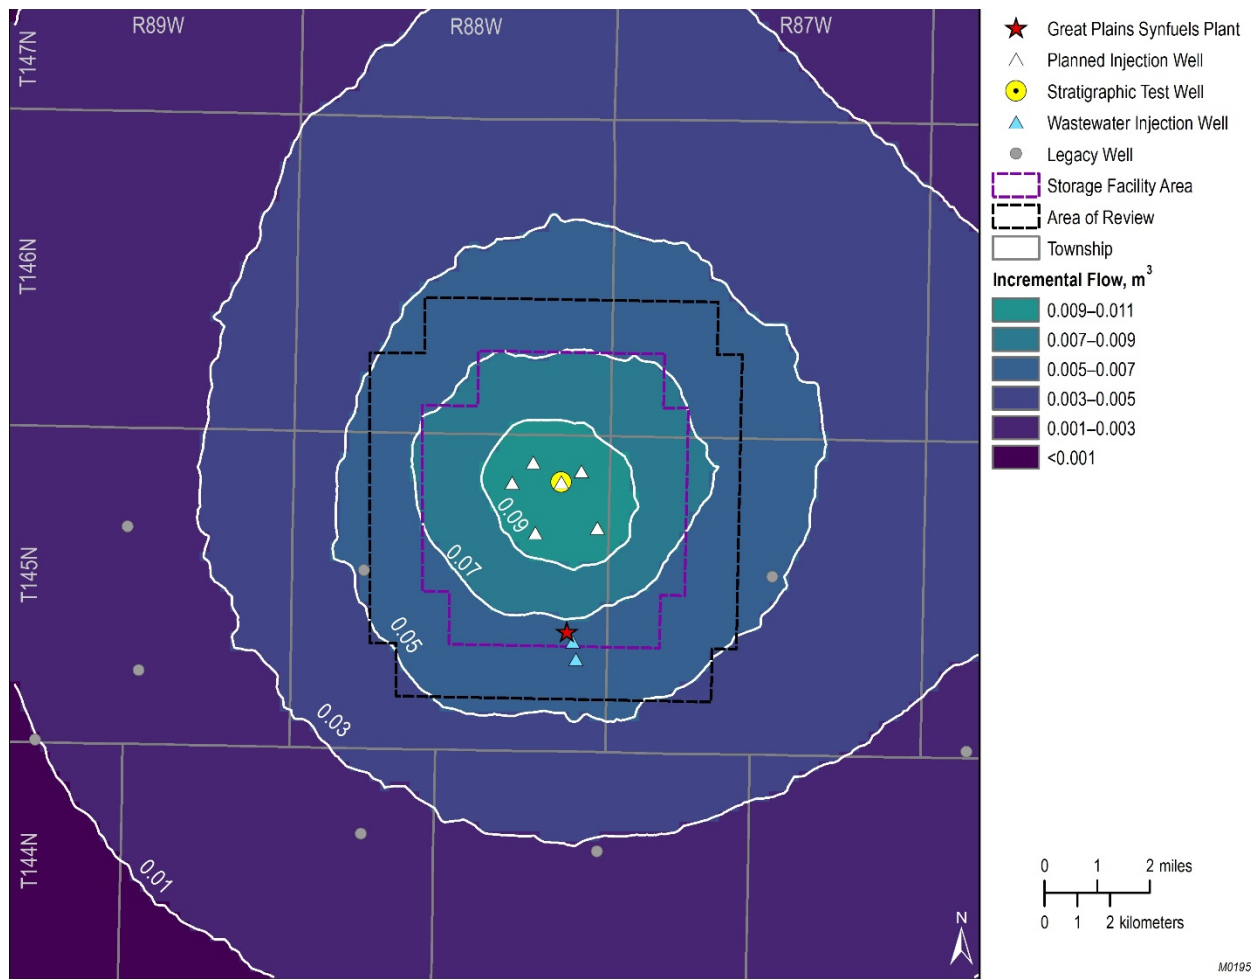 R89W
R88W
R87W
T147N
T146N
T145N
T144N
0.09
0.07
0.05
0.03
0.01
Great Plains Synfuels Plant
Planned Injection Well
Stratigraphic Test Well
Wastewater Injection Well
Legacy Well
Storage Facility Area
Area of Review
Township
Incremental Flow, m³
0.009–0.011
0.007–0.009
0.005–0.007
0.003–0.005
0.001–0.003
<0.001
0 1 2 miles
0 1 2 kilometers
N
M0195